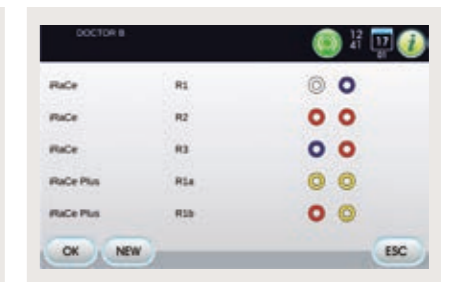 DOCTOR B
12
41
17
01
i
iRaCe R1
iRaCe R2
iRaCe R3
iRaCe Plus R1a
iRaCe Plus R1b
OK NEW ESC